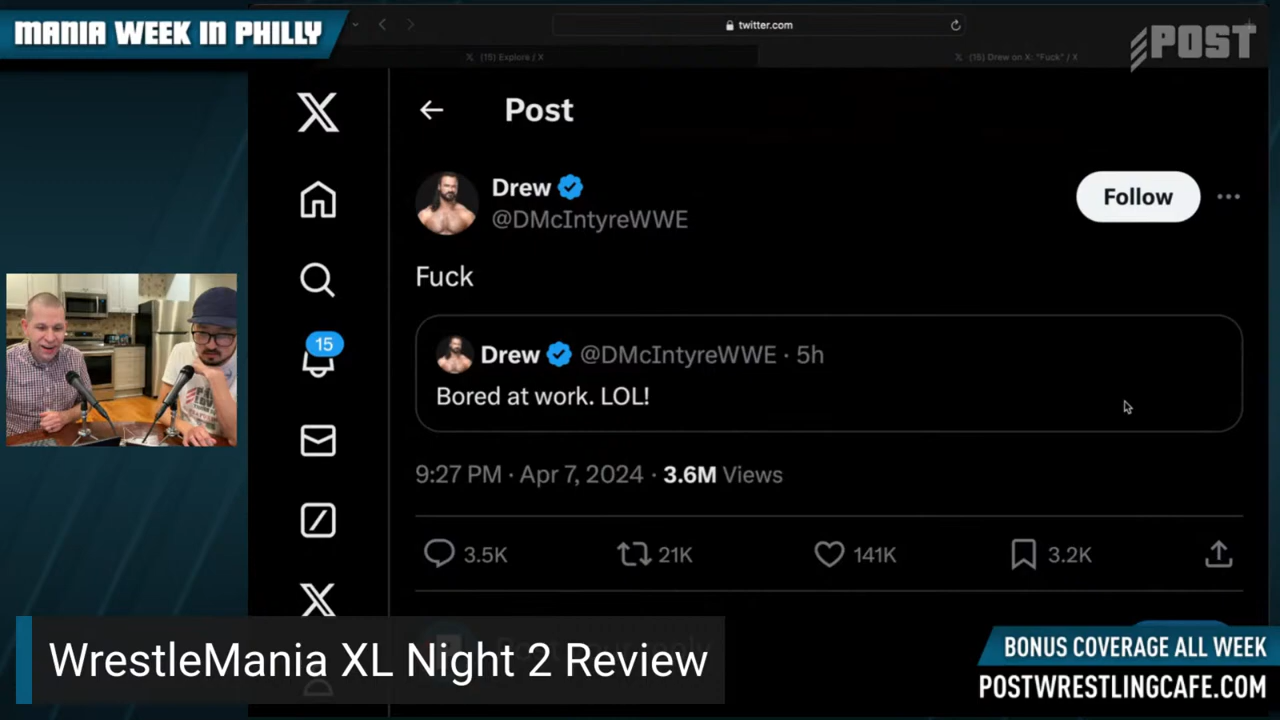 MANIA WEEK IN PHILLY
twitter.com
POST
(15) Explore / X
(15) Drew on X: "Fuck" / X
Post
Drew
@DMcIntyreWWE
Follow
Fuck
Drew @DMcIntyreWWE · 5h
Bored at work. LOL!
15
9:27 PM · Apr 7, 2024 · 3.6M Views
3.5K
21K
141K
3.2K
WrestleMania XL Night 2 Review
BONUS COVERAGE ALL WEEK
POSTWRESTLINGCAFE.COM